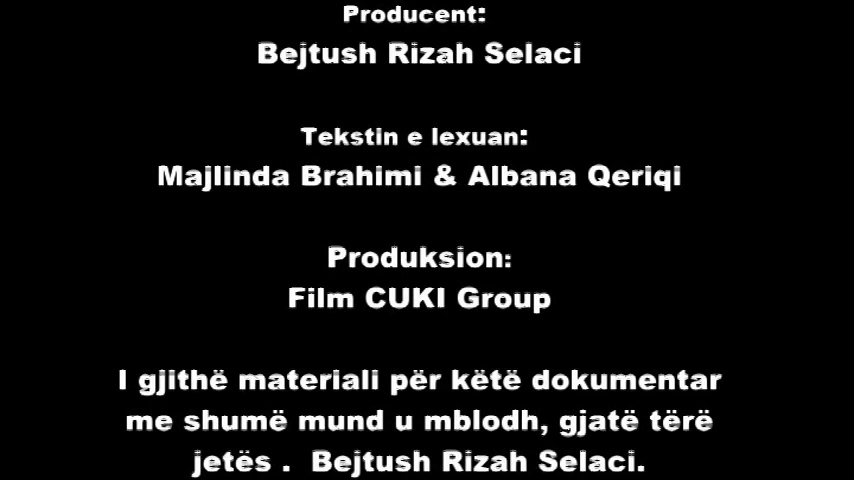 Producent:
Bejtush Rizah Selaci
Tekstin e lexuan:
Majlinda Brahimi & Albana Qeriqi
Produksion:
Film CUKI Group
I gjithë materiali për këtë dokumentar
me shumë mund u mblodh, gjatë tërë
jetës .  Bejtush Rizah Selaci.